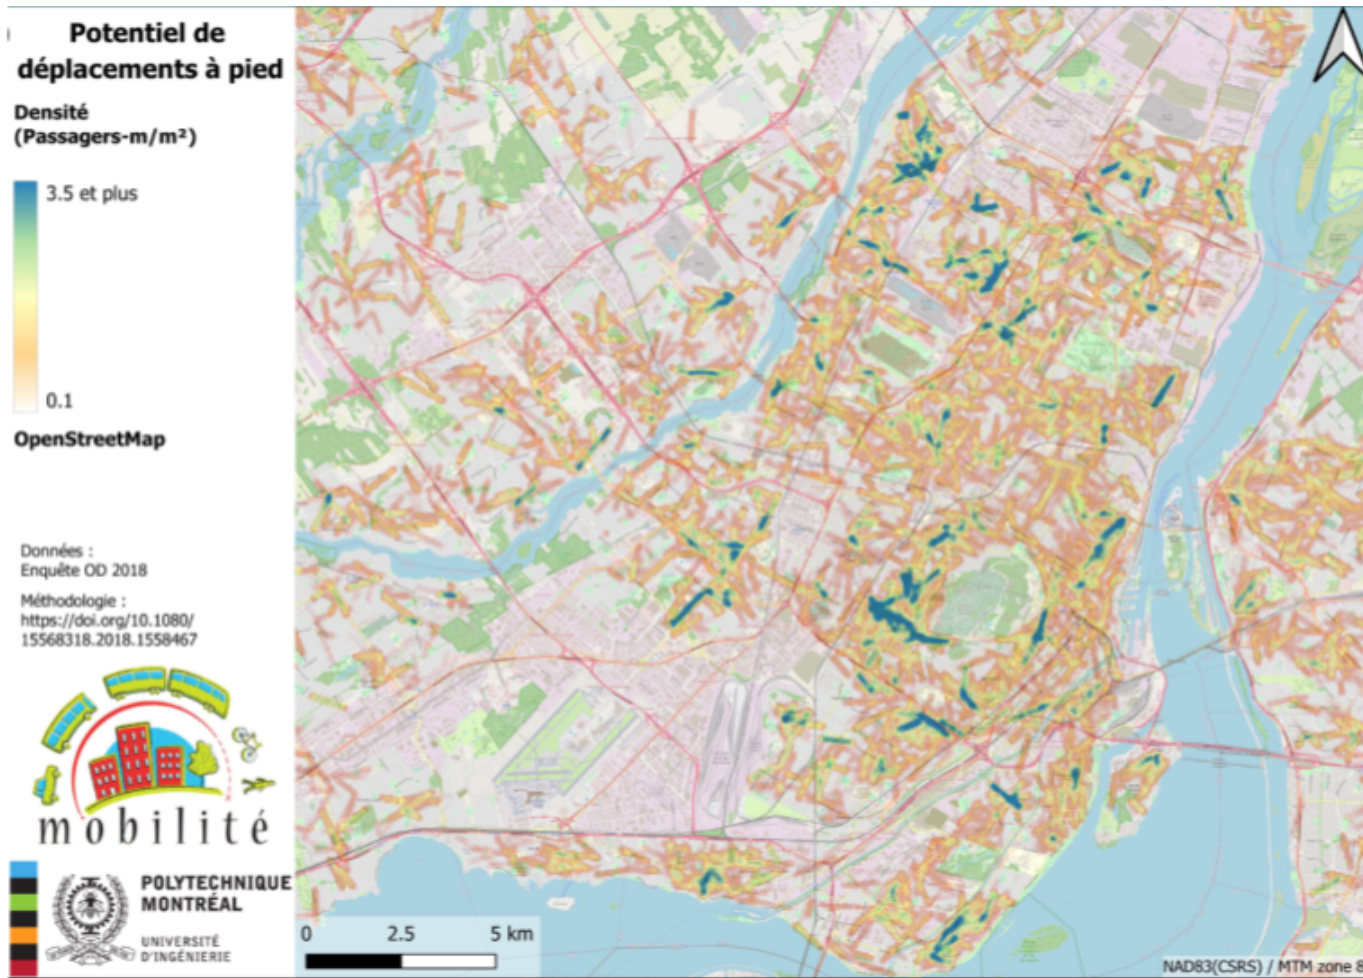 Potentiel de
déplacements à pied
Densité
(Passagers-m/m²)
3.5 et plus
0.1
OpenStreetMap
Données :
Enquête OD 2018
Méthodologie :
https://doi.org/10.1080/
15568318.2018.1558467
mobilité
POLYTECHNIQUE
MONTRÉAL
UNIVERSITÉ
D'INGÉNIERIE
0 2.5 5 km
NAD83(CSRS) / MTM zone 8